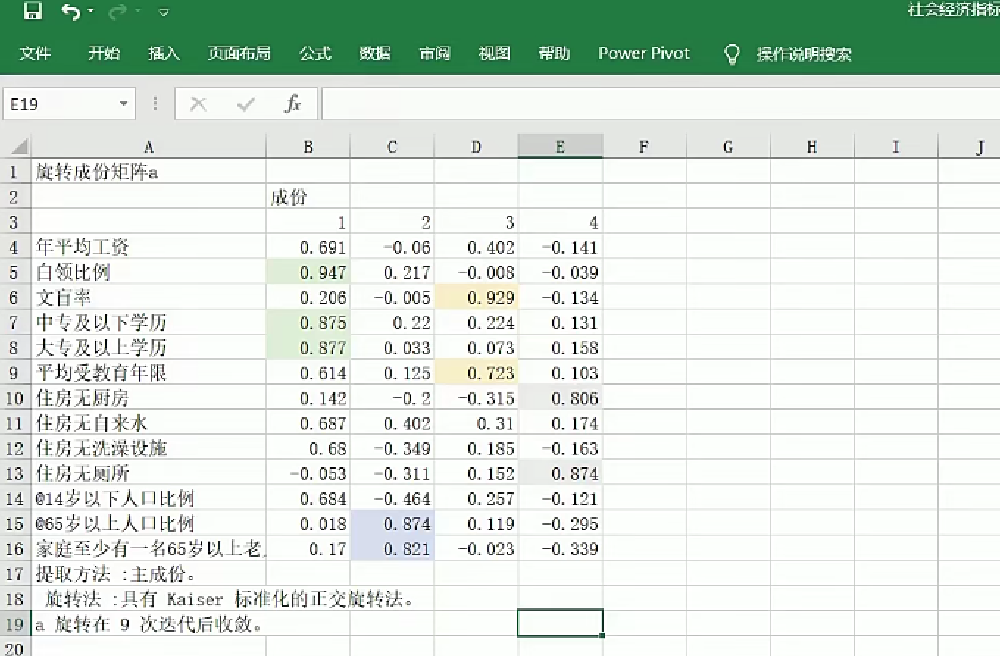 社会经济指标
文件 开始 插入 页面布局 公式 数据 审阅 视图 帮助 Power Pivot 操作说明搜索
E19 fx
A B C D E F G H I J
1 旋转成份矩阵a
2 成份
3 1 2 3 4
4 年平均工资 0.691 -0.06 0.402 -0.141
5 白领比例 0.947 0.217 -0.008 -0.039
6 文盲率 0.206 -0.005 0.929 -0.134
7 中专及以下学历 0.875 0.22 0.224 0.131
8 大专及以上学历 0.877 0.033 0.073 0.158
9 平均受教育年限 0.614 0.125 0.723 0.103
10 住房无厨房 0.142 -0.2 -0.315 0.806
11 住房无自来水 0.687 0.402 0.31 0.174
12 住房无洗澡设施 0.68 -0.349 0.185 -0.163
13 住房无厕所 -0.053 -0.311 0.152 0.874
14 @14岁以下人口比例 0.684 -0.464 0.257 -0.121
15 @65岁以上人口比例 0.018 0.874 0.119 -0.295
16 家庭至少有一名65岁以上老 0.17 0.821 -0.023 -0.339
17 提取方法 :主成份。
18 旋转法 :具有 Kaiser 标准化的正交旋转法。
19 a 旋转在 9 次迭代后收敛。
20